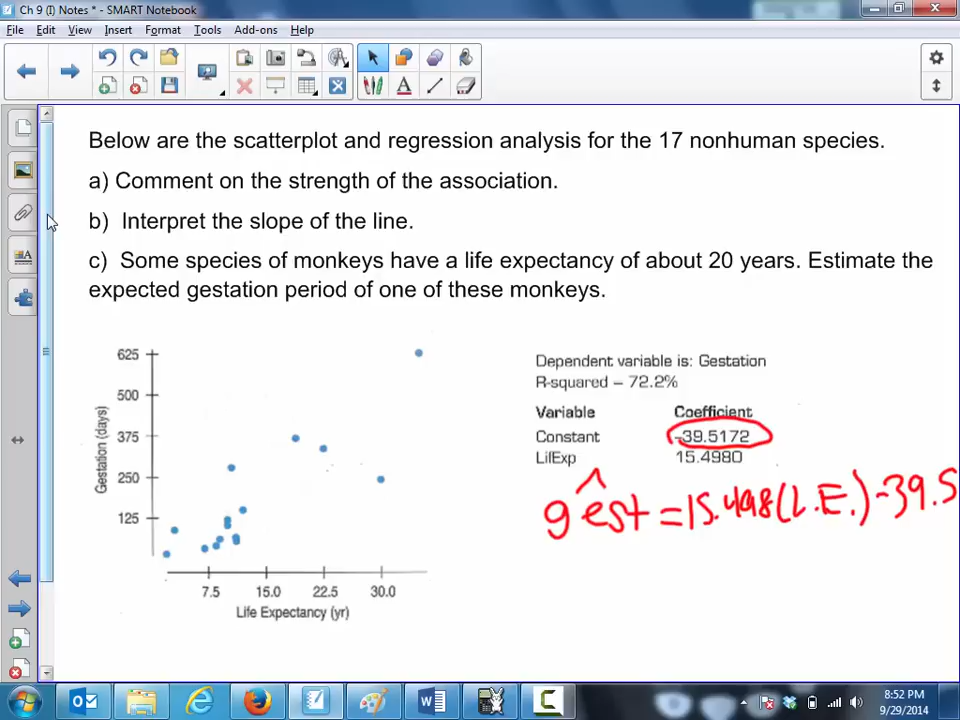 Ch 9 (I) Notes * - SMART Notebook
File Edit View Insert Format Tools Add-ons Help
Below are the scatterplot and regression analysis for the 17 nonhuman species.
a) Comment on the strength of the association.
b) Interpret the slope of the line.
c) Some species of monkeys have a life expectancy of about 20 years. Estimate the
expected gestation period of one of these monkeys.
625
500
375
250
125
Gestation (days)
7.5 15.0 22.5 30.0
Life Expectancy (yr)
Dependent variable is: Gestation
R-squared = 72.2%
Variable Coefficient
Constant -39.5172
LifExp 15.4980
gest = 15.498(L.E.) - 39.5
8:52 PM
9/29/2014